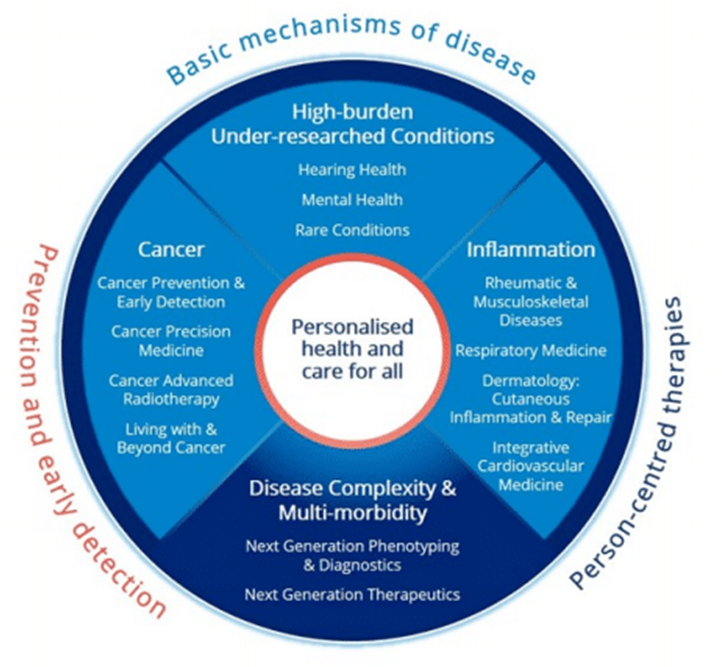 Basic mechanisms of disease
High-burden
Under-researched Conditions
Hearing Health
Mental Health
Rare Conditions
Cancer
Cancer Prevention &
Early Detection
Cancer Precision
Medicine
Cancer Advanced
Radiotherapy
Living with &
Beyond Cancer
Personalised
health and
care for all
Inflammation
Rheumatic &
Musculoskeletal
Diseases
Respiratory Medicine
Dermatology:
Cutaneous
Inflammation & Repair
Integrative
Cardiovascular
Medicine
Disease Complexity &
Multi-morbidity
Next Generation Phenotyping
& Diagnostics
Next Generation Therapeutics
Prevention and early detection
Person-centred therapies